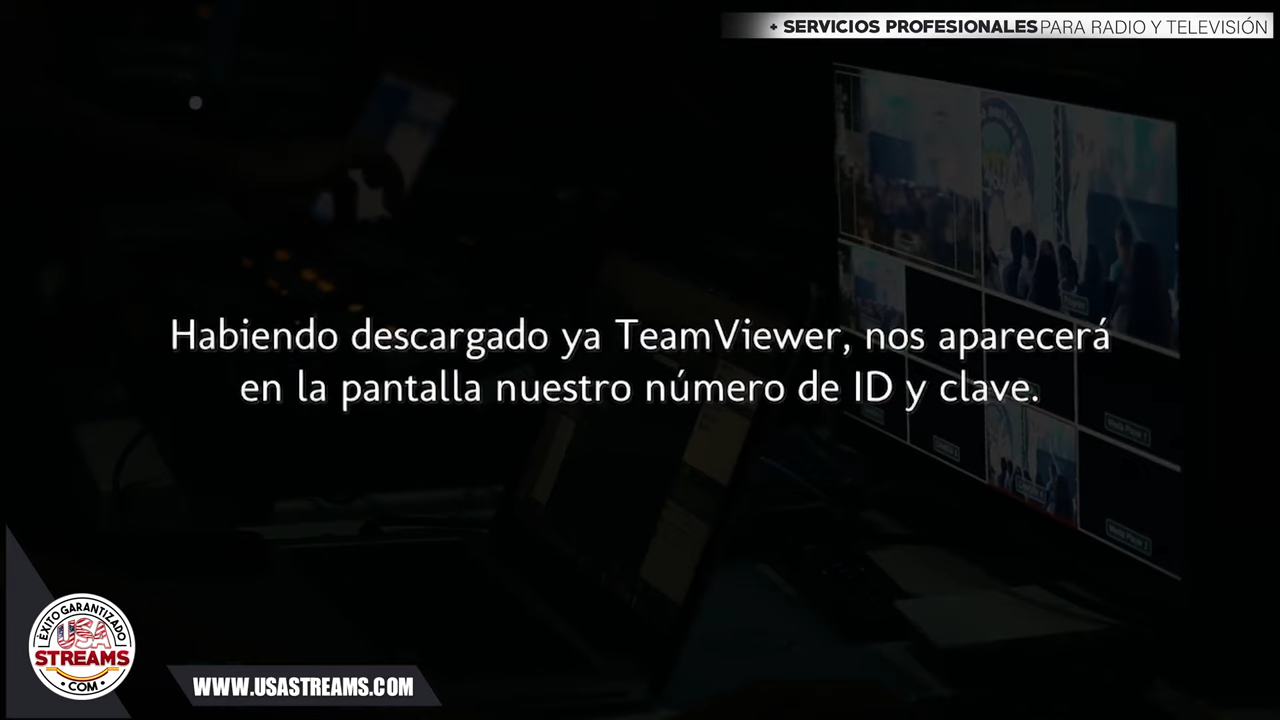 + SERVICIOS PROFESIONALES PARA RADIO Y TELEVISIÓN
Habiendo descargado ya TeamViewer, nos aparecerá
en la pantalla nuestro número de ID y clave.
ÉXITO GARANTIZADO
USA
STREAMS
• COM •
WWW.USASTREAMS.COM